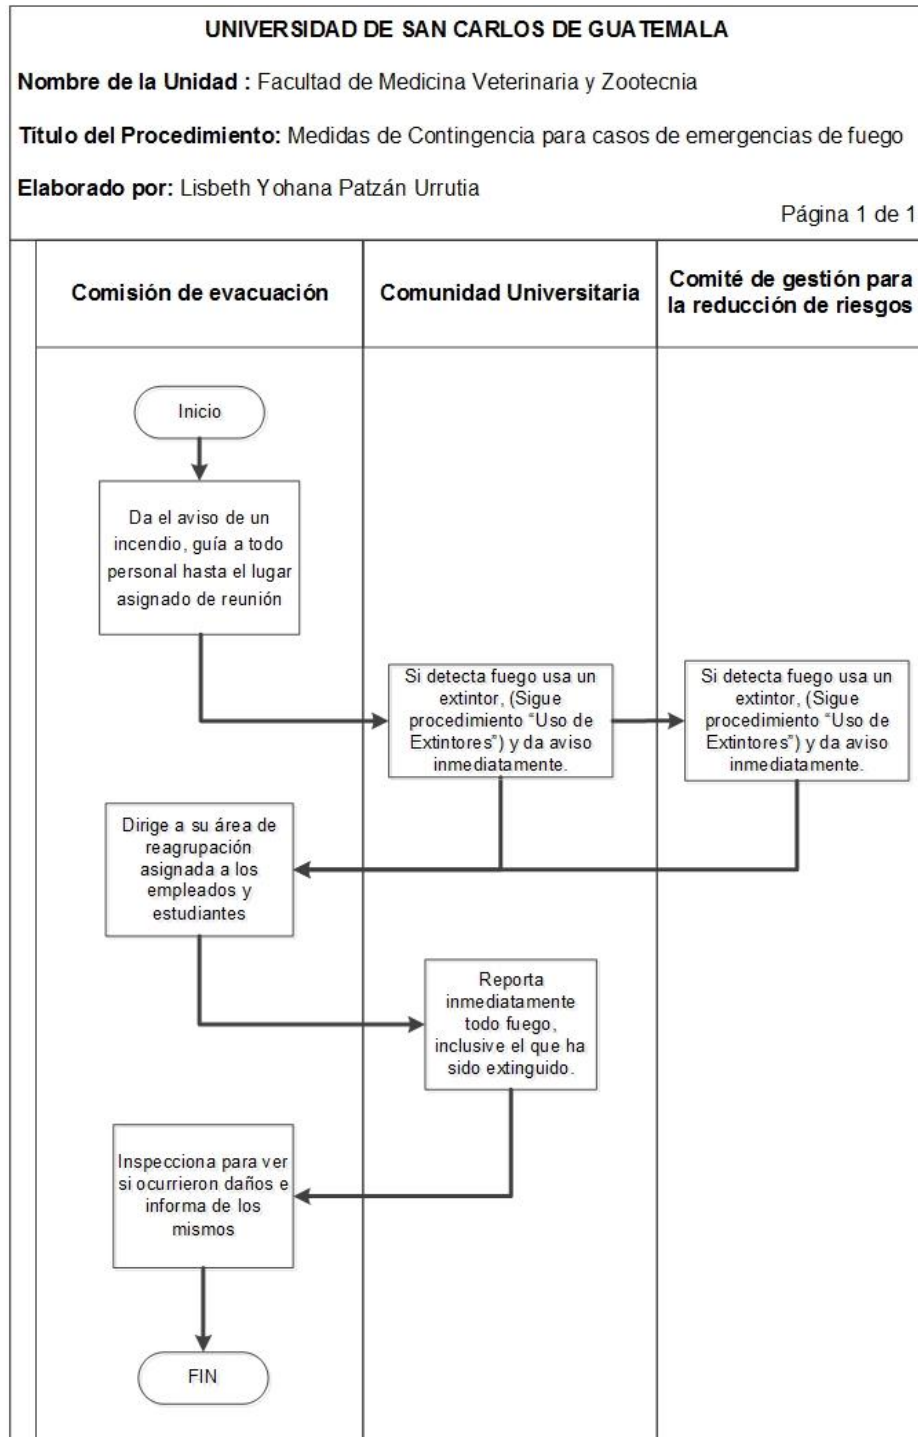 UNIVERSIDAD DE SAN CARLOS DE GUATEMALA
Nombre de la Unidad : Facultad de Medicina Veterinaria y Zootecnia
Título del Procedimiento: Medidas de Contingencia para casos de emergencias de fuego
Elaborado por: Lisbeth Yohana Patzán Urrutia
Página 1 de 1
Comisión de evacuación
Comunidad Universitaria
Comité de gestión para
la reducción de riesgos
Inicio
Da el aviso de un
incendio, guía a todo
personal hasta el lugar
asignado de reunión
Si detecta fuego usa un
extintor, (Sigue
procedimiento “Uso de
Extintores”) y da aviso
inmediatamente.
Si detecta fuego usa un
extintor, (Sigue
procedimiento “Uso de
Extintores”) y da aviso
inmediatamente.
Dirige a su área de
reagrupación
asignada a los
empleados y
estudiantes
Reporta
inmediatamente
todo fuego,
inclusive el que ha
sido extinguido.
Inspecciona para ver
si ocurrieron daños e
informa de los
mismos
FIN